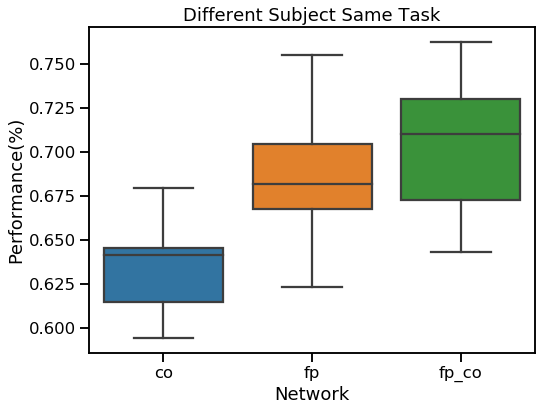 Different Subject Same Task
Performance(%)
0.750
0.725
0.700
0.675
0.650
0.625
0.600
co fp fp_co
Network